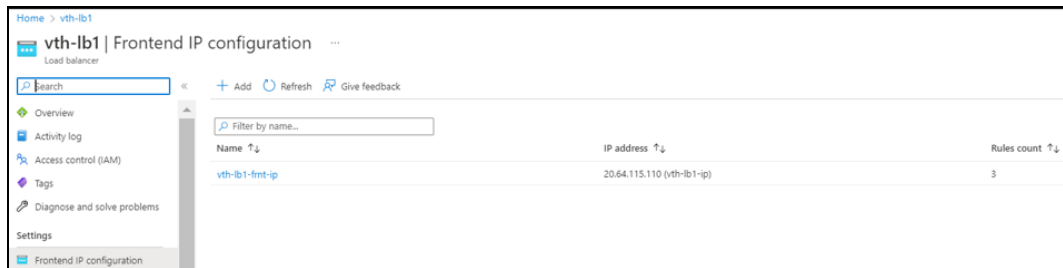 Home > vth-lb1
vth-lb1 | Frontend IP configuration ...
Load balancer
Search «
+ Add Refresh Give feedback
Overview
Activity log
Access control (IAM)
Tags
Diagnose and solve problems
Settings
Frontend IP configuration
Filter by name...
Name ↑↓ IP address ↑↓ Rules count ↑↓
vth-lb1-frnt-ip 20.64.115.110 (vth-lb1-ip) 3